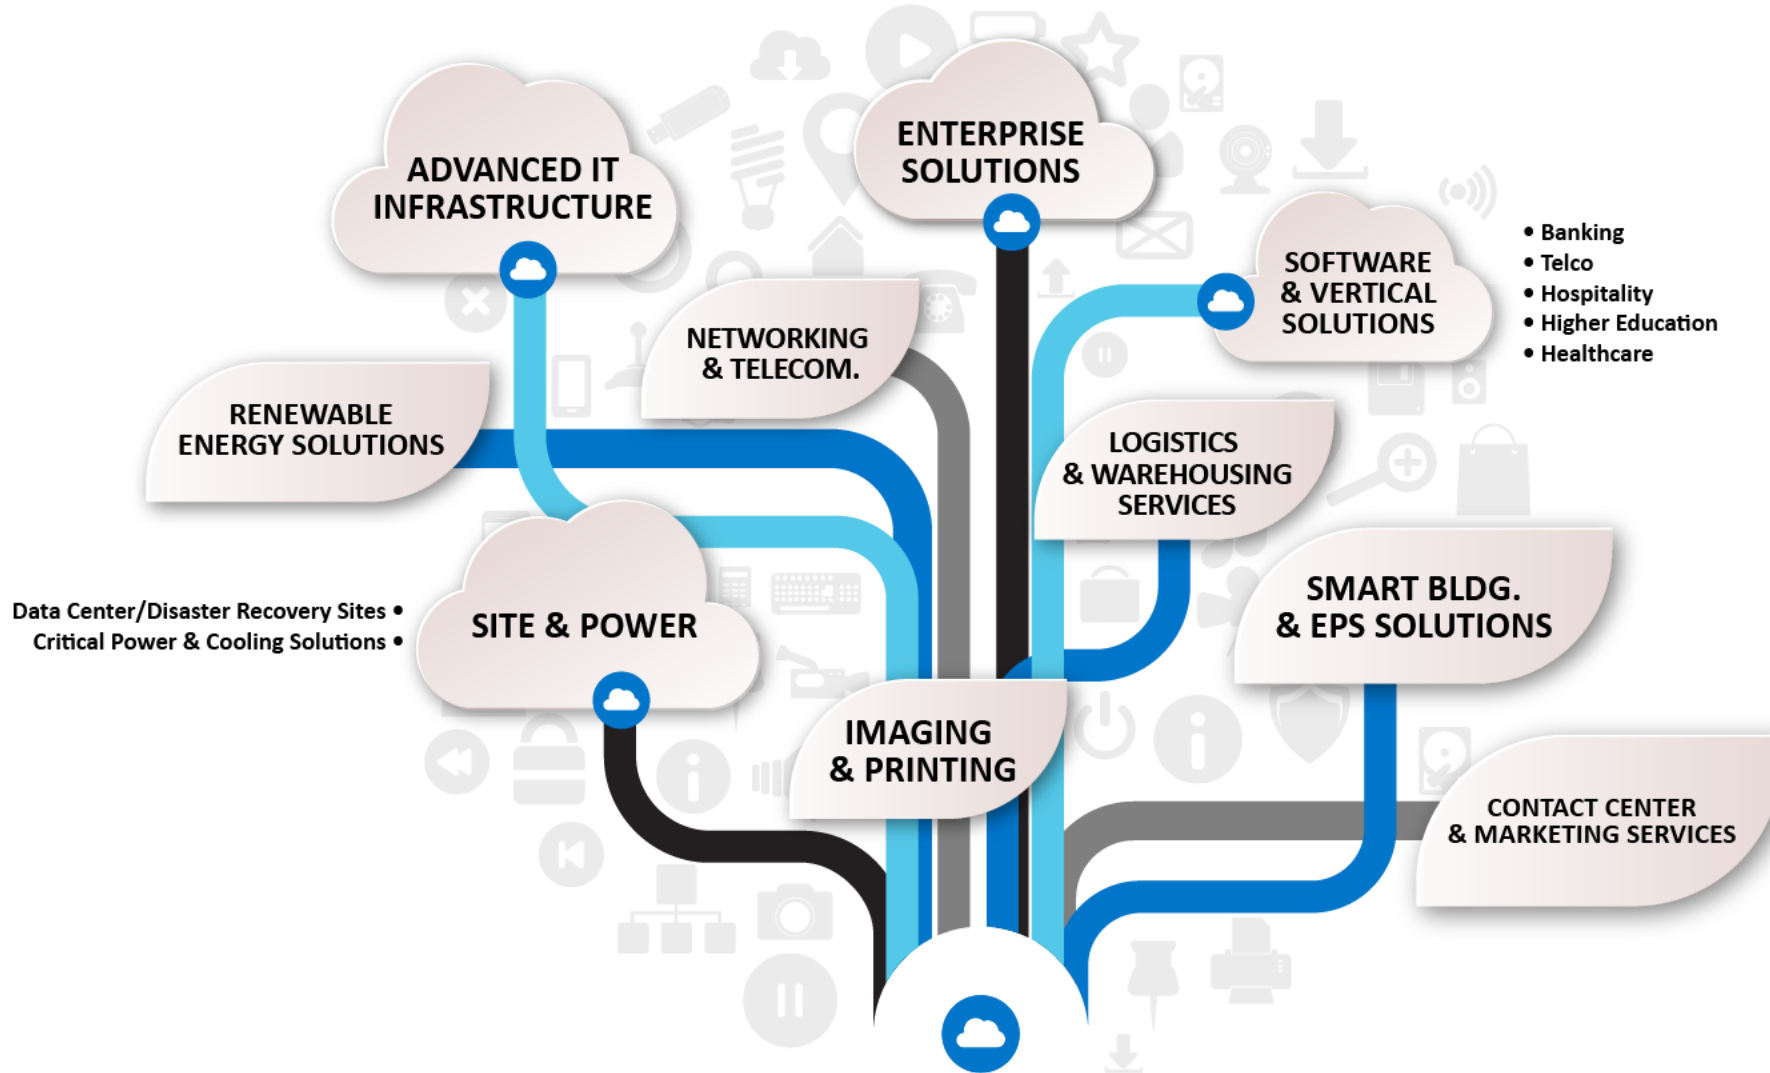 ADVANCED IT
INFRASTRUCTURE
ENTERPRISE
SOLUTIONS
SOFTWARE
& VERTICAL
SOLUTIONS
• Banking
• Telco
• Hospitality
• Higher Education
• Healthcare
NETWORKING
& TELECOM.
RENEWABLE
ENERGY SOLUTIONS
LOGISTICS
& WAREHOUSING
SERVICES
Data Center/Disaster Recovery Sites •
Critical Power & Cooling Solutions •
SITE & POWER
SMART BLDG.
& EPS SOLUTIONS
IMAGING
& PRINTING
CONTACT CENTER
& MARKETING SERVICES